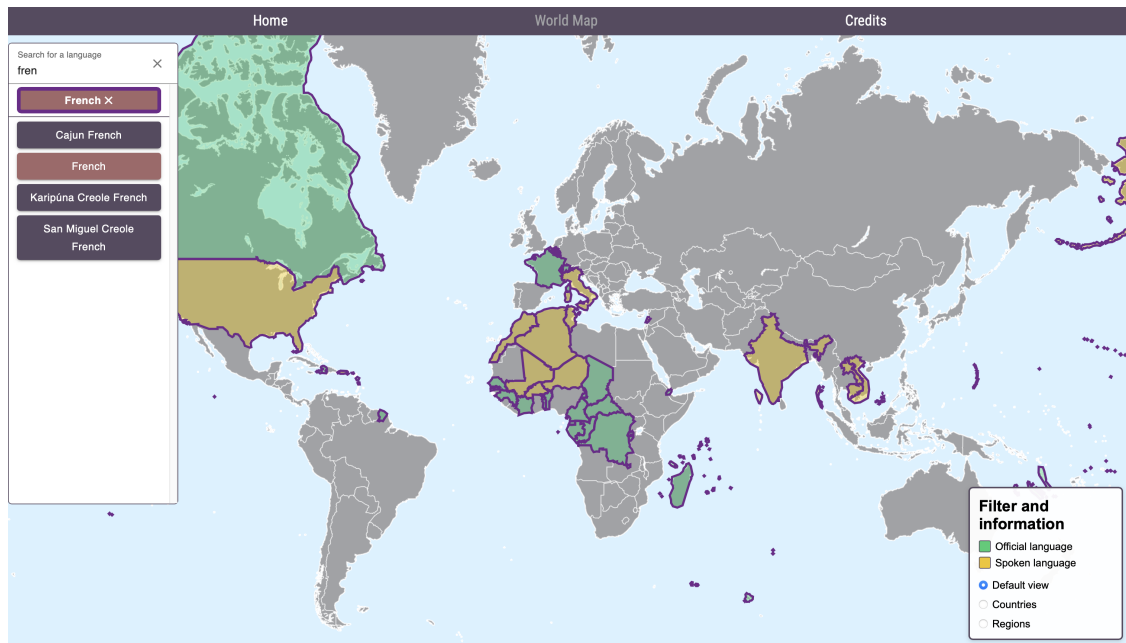 Home
World Map
Credits
Search for a language
fren
French
Cajun French
French
Karipúna Creole French
San Miguel Creole
French
Filter and
information
Official language
Spoken language
Default view
Countries
Regions